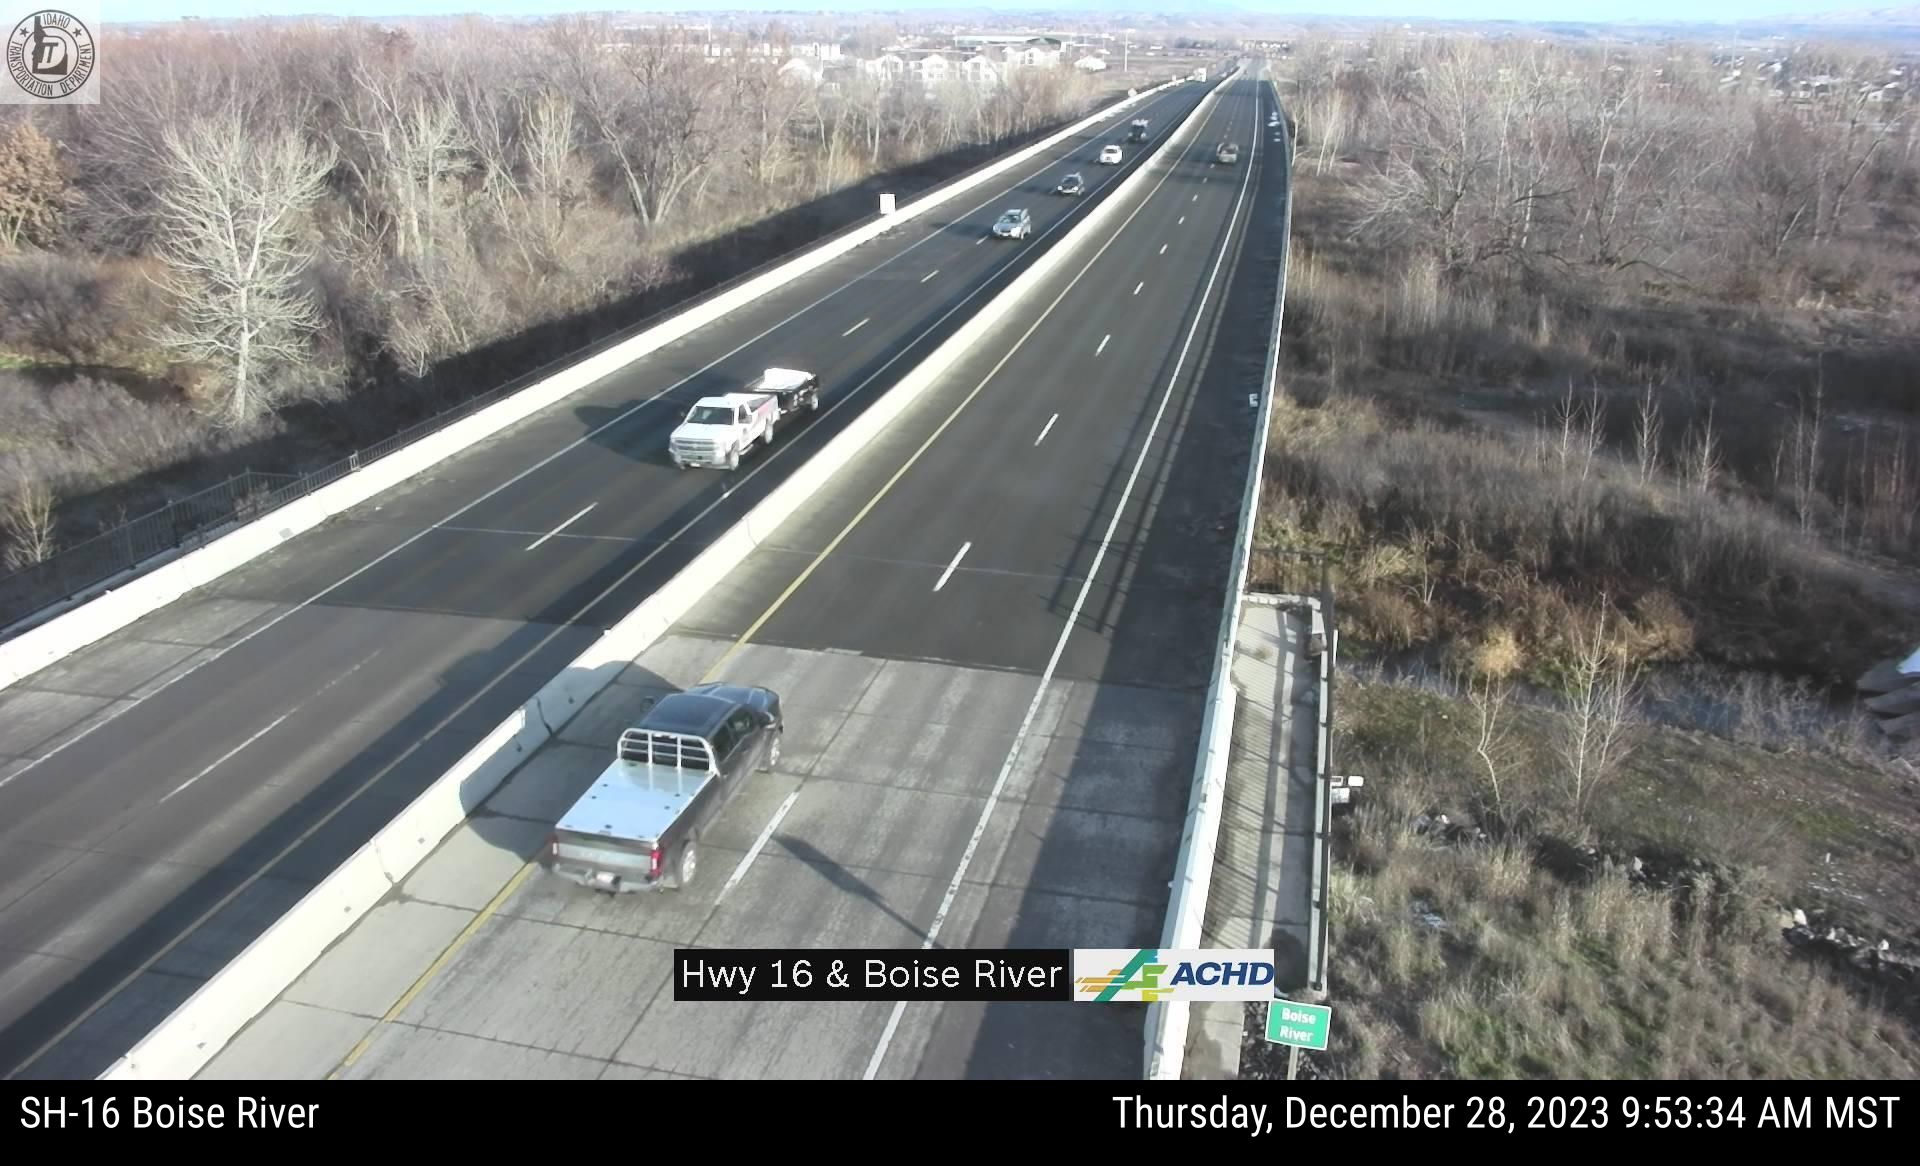 IDAHO
TRANSPORTATION DEPARTMENT
Hwy 16 & Boise River
ACHD
Boise
River
SH-16 Boise River
Thursday, December 28, 2023 9:53:34 AM MST